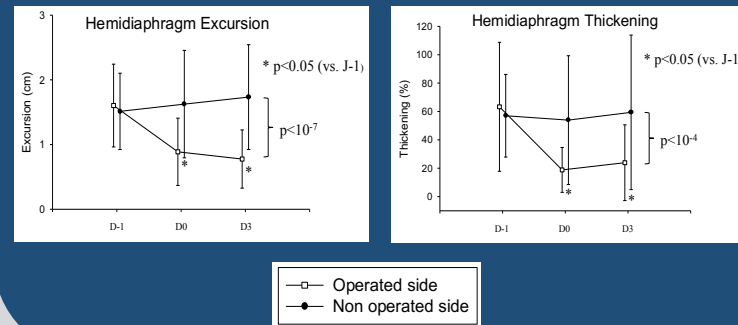 Hemidiaphragm Excursion
* p<0.05 (vs. J-1)
p<10-7
Excursion (cm)
3
2
1
0
*
*
D-1 D0 D3
Hemidiaphragm Thickening
* p<0.05 (vs. J-1
p<10-4
Thickening (%)
120
100
80
60
40
20
0
*
*
D-1 D0 D3
Operated side
Non operated side